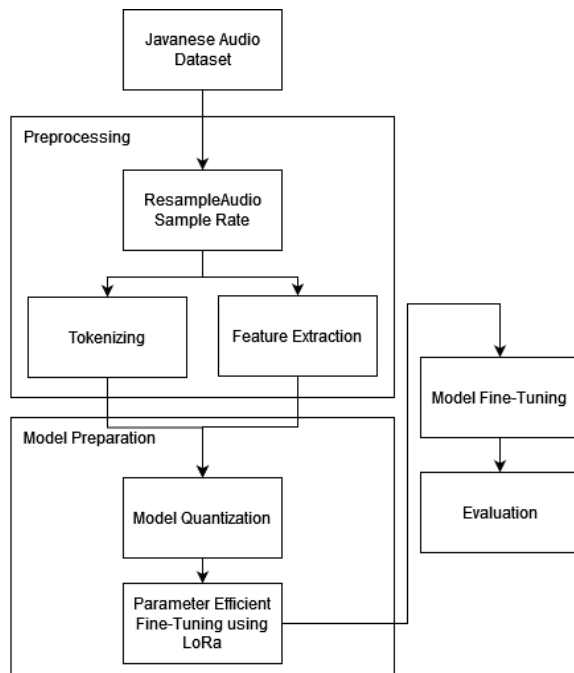 Javanese Audio
Dataset
Preprocessing
ResampleAudio
Sample Rate
Tokenizing
Feature Extraction
Model Preparation
Model Quantization
Parameter Efficient
Fine-Tuning using
LoRa
Model Fine-Tuning
Evaluation